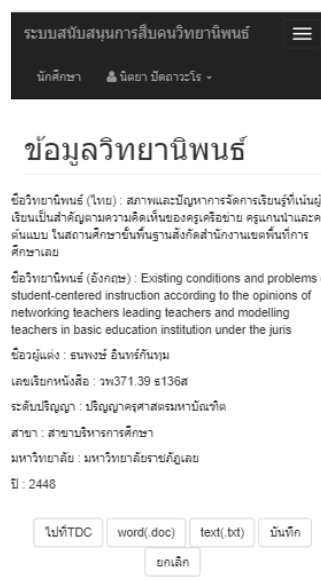 ระบบสนับสนุนการสืบคนวิทยานิพนธ์
นักศึกษา นิตยา ปัดถาวะโร
ข้อมูลวิทยานิพนธ์
ชื่อวิทยานิพนธ์ (ไทย) : สภาพและปัญหาการจัดการเรียนรู้ที่เน้นผู้
เรียนเป็นสำคัญตามความคิดเห็นของครูเครือข่าย ครูแกนนำและค
ต้นแบบ ในสถานศึกษาขั้นพื้นฐานสังกัดสำนักงานเขตพื้นที่การ
ศึกษาเลย
ชื่อวิทยานิพนธ์ (อังกฤษ) : Existing conditions and problems
student-centered instruction according to the opinions of
networking teachers leading teachers and modelling
teachers in basic education institution under the juris
ชื่อวผู้แต่ง : ธนพงษ์ อินทร์กันทุม
เลขเรียกหนังสือ : วพ371.39 ธ136ส
ระดับปริญญา : ปริญญาครุศาสตรมหาบัณฑิต
สาขา : สาขาบริหารการศึกษา
มหาวิทยาลัย : มหาวิทยาลัยราชภัฏเลย
ปี : 2448
ไปที่TDC word(.doc) text(.txt) บันทึก
ยกเลิก